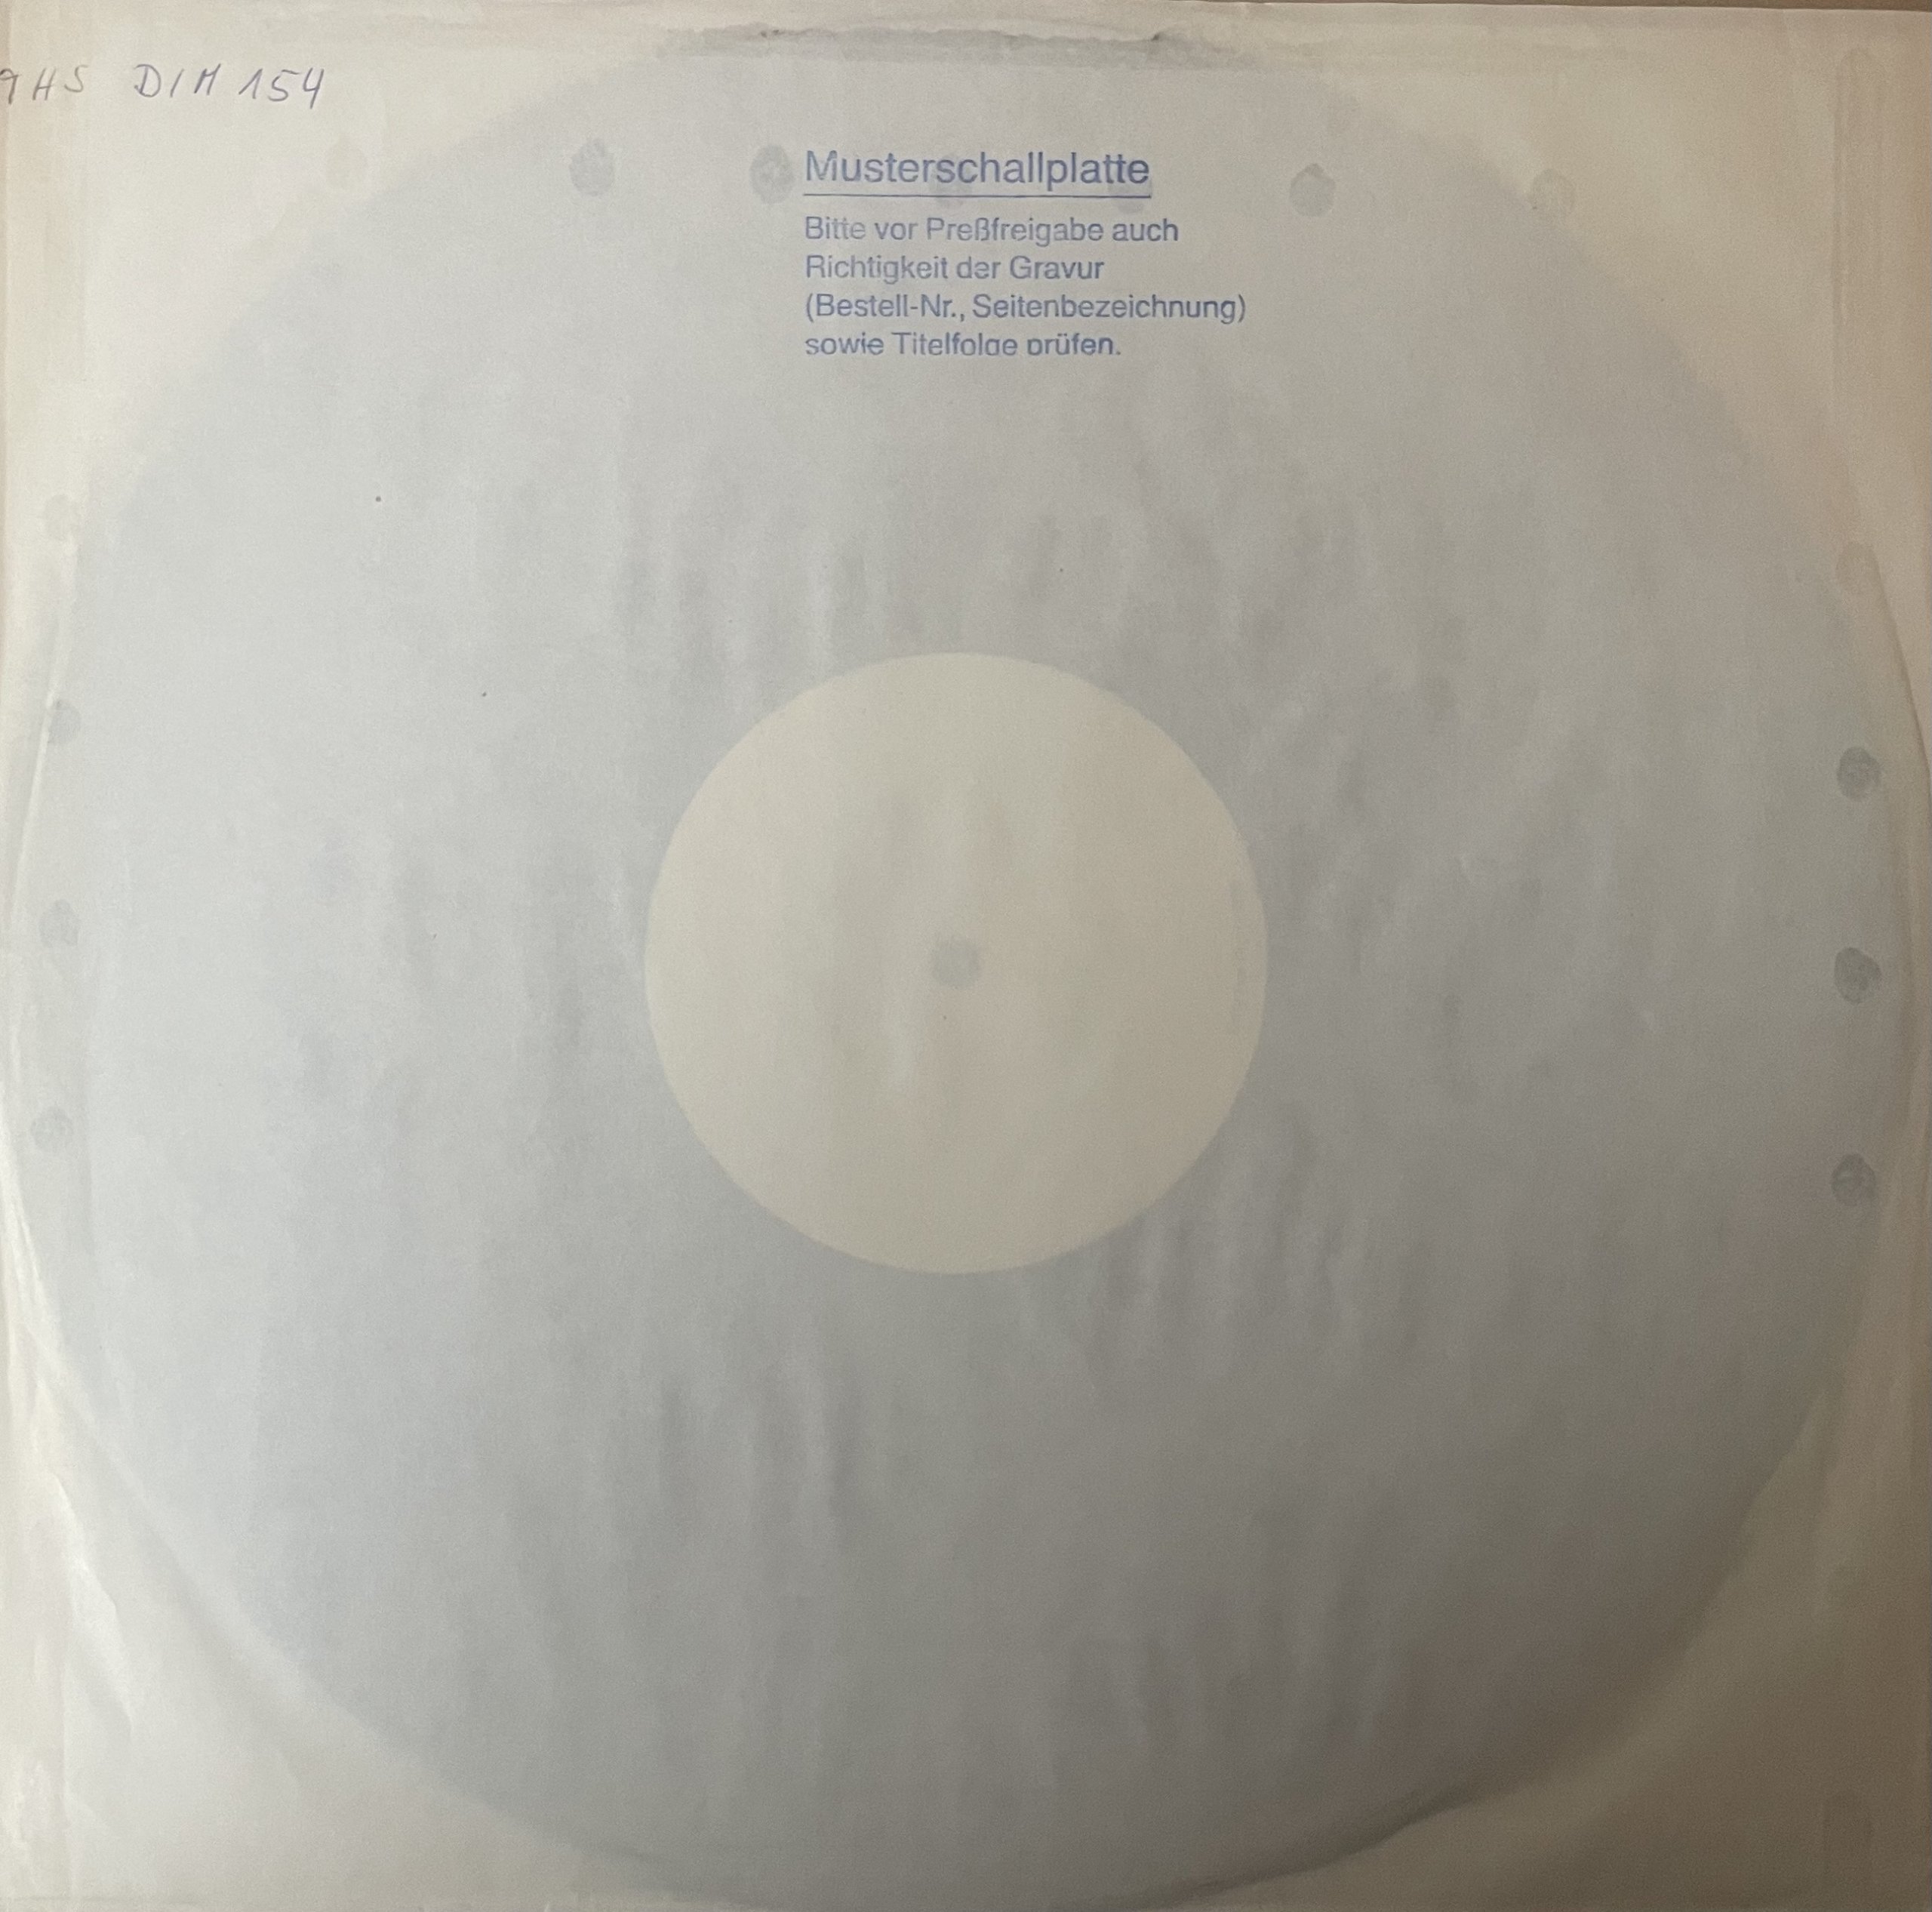 HS DIM 154
Musterschallplatte
Bitte vor Preßfreigabe auch
Richtigkeit der Gravur
(Bestell-Nr., Seitenbezeichnung)
sowie Titelfolge prüfen.